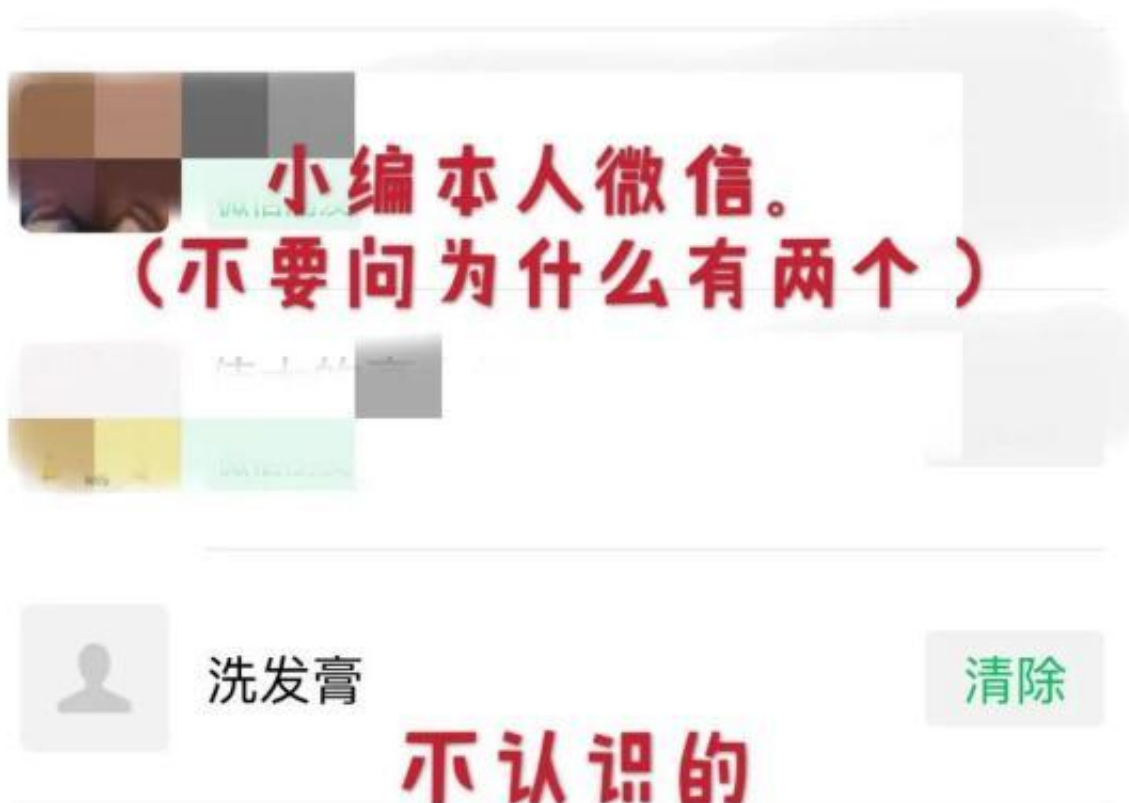 小编本人微信。
（不要问为什么有两个）
洗发膏
清除
不认识的